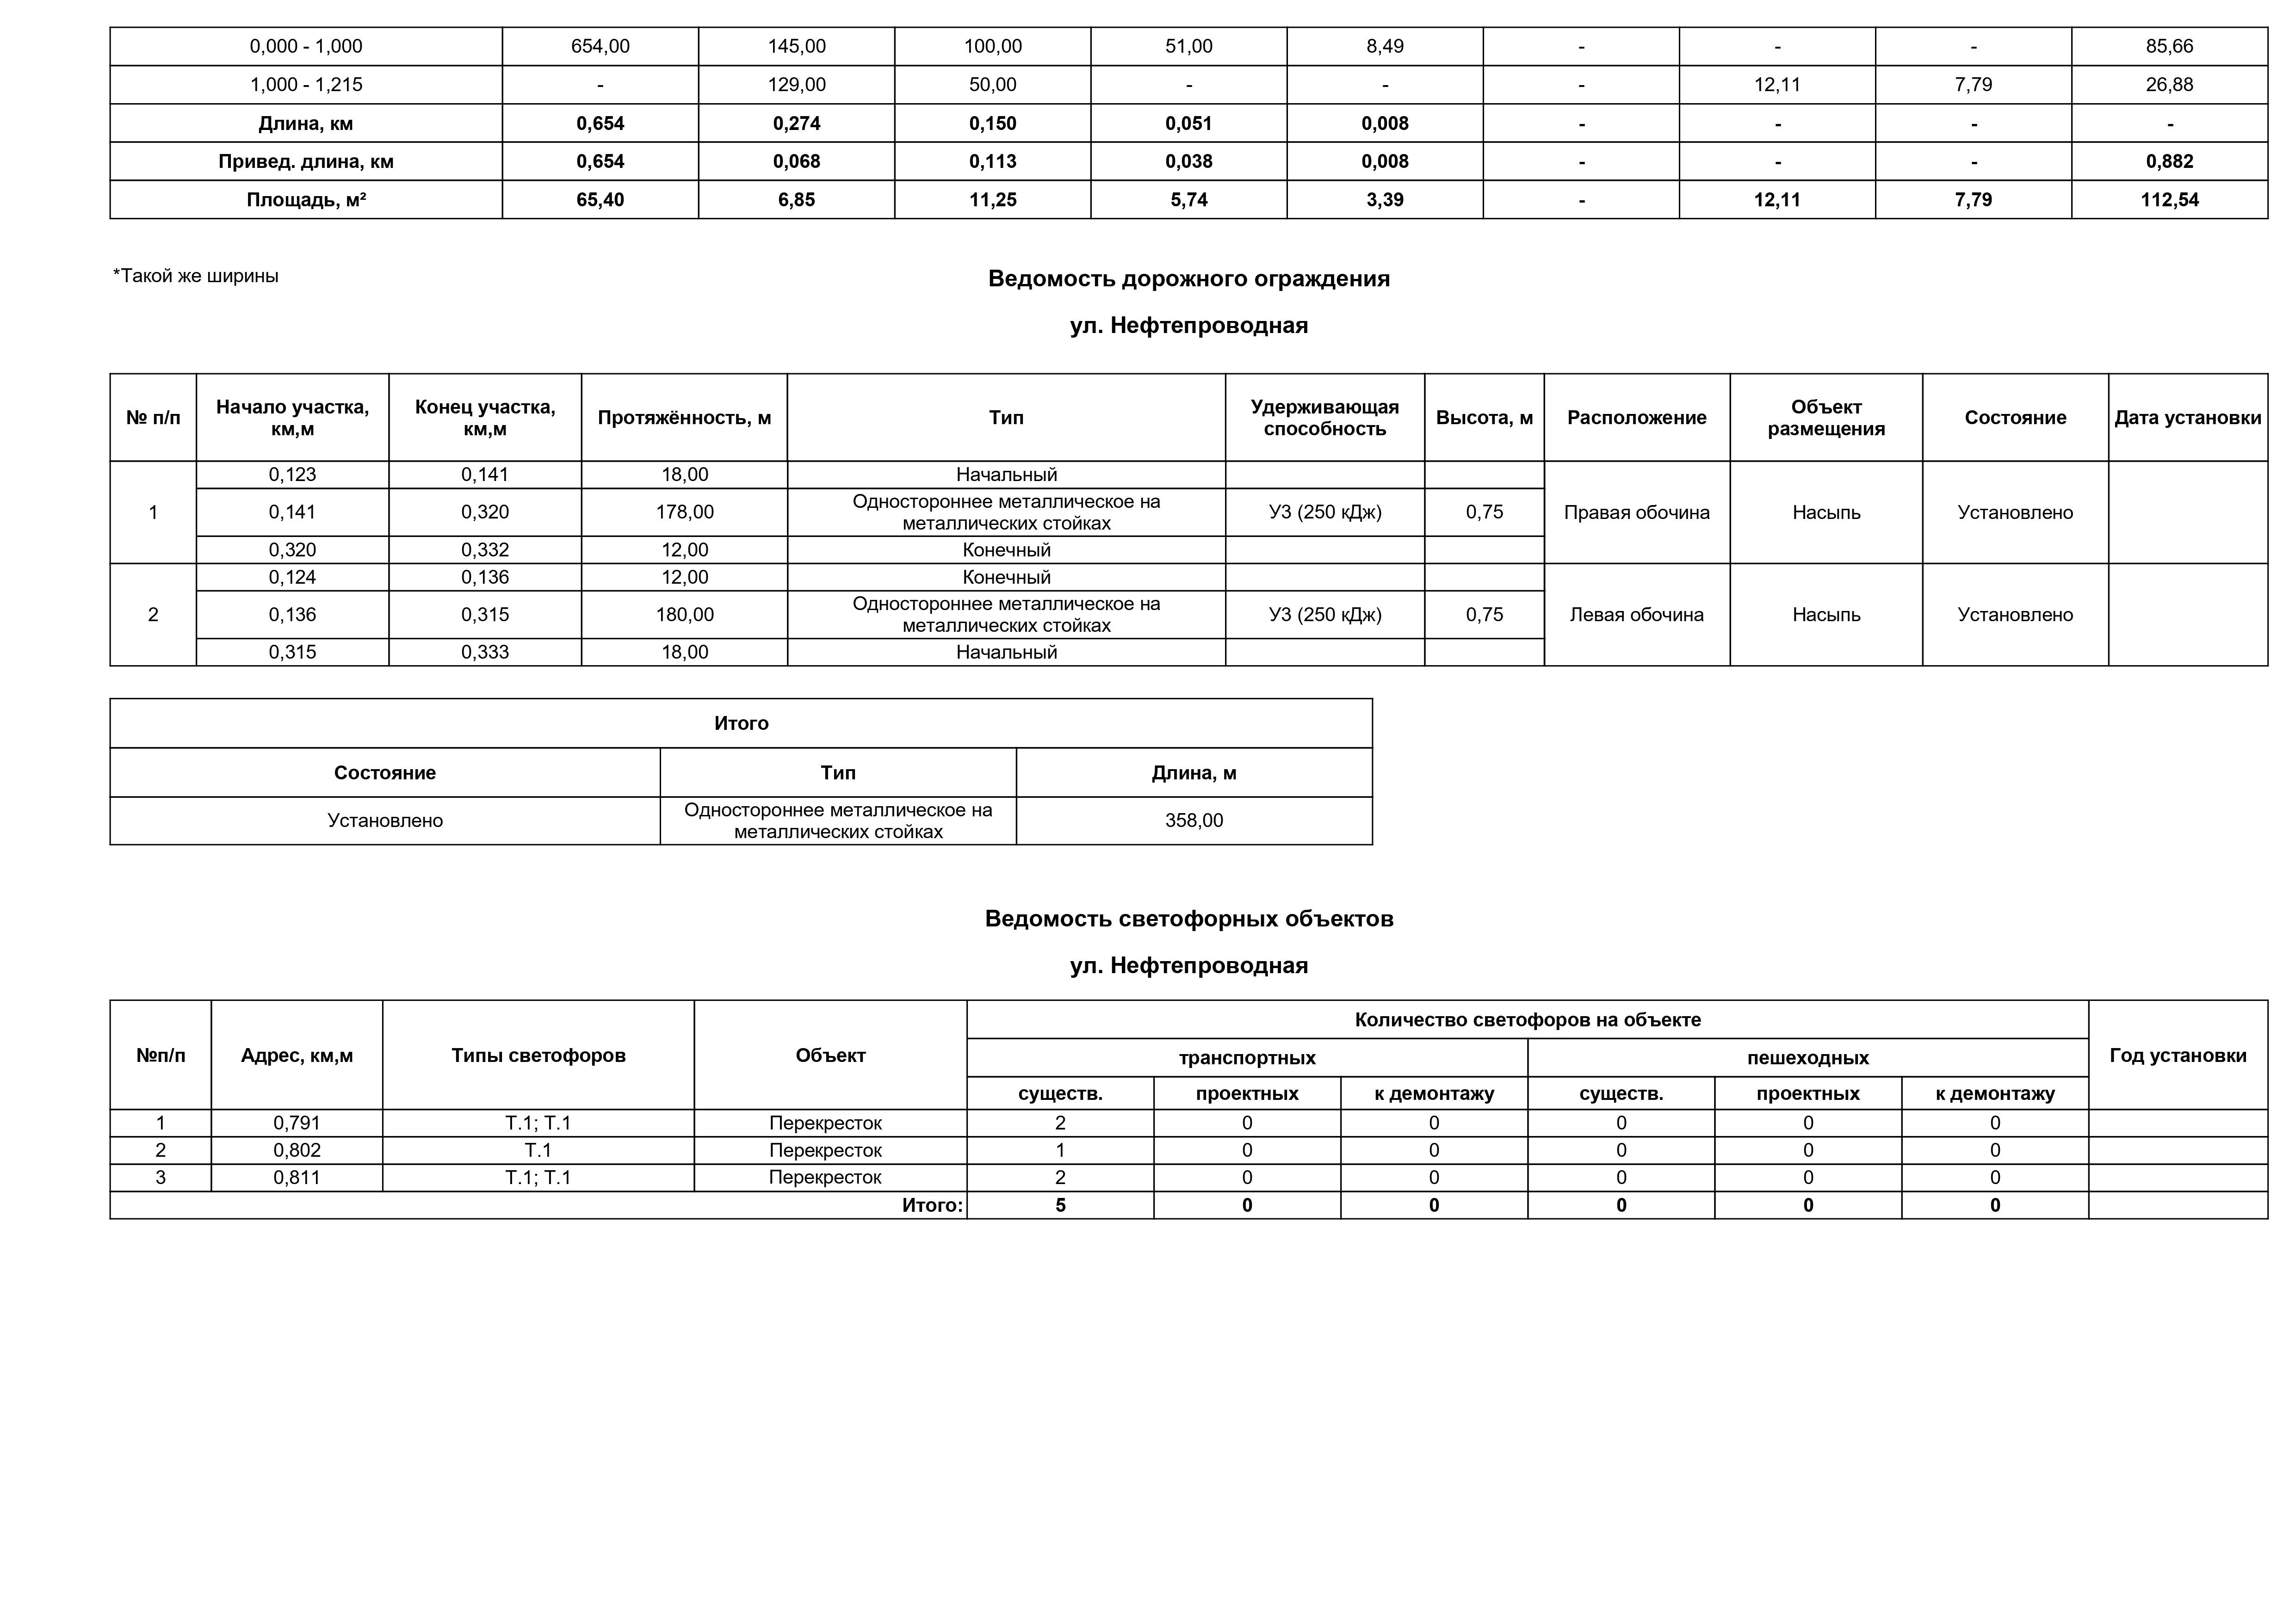 0,000 - 1,000 654,00 145,00 100,00 51,00 8,49 - - - 85,66
1,000 - 1,215 - 129,00 50,00 - - - 12,11 7,79 26,88
Длина, км 0,654 0,274 0,150 0,051 0,008 - - - -
Привед. длина, км 0,654 0,068 0,113 0,038 0,008 - - - 0,882
Площадь, м² 65,40 6,85 11,25 5,74 3,39 - 12,11 7,79 112,54
*Такой же ширины
Ведомость дорожного ограждения
ул. Нефтепроводная
№ п/п Начало участка, км,м Конец участка, км,м Протяжённость, м Тип Удерживающая способность Высота, м Расположение Объект размещения Состояние Дата установки
1 0,123 0,141 18,00 Начальный
0,141 0,320 178,00 Одностороннее металлическое на металлических стойках У3 (250 кДж) 0,75 Правая обочина Насыпь Установлено
0,320 0,332 12,00 Конечный
2 0,124 0,136 12,00 Конечный
0,136 0,315 180,00 Одностороннее металлическое на металлических стойках У3 (250 кДж) 0,75 Левая обочина Насыпь Установлено
0,315 0,333 18,00 Начальный
Итого
Состояние Тип Длина, м
Установлено Одностороннее металлическое на металлических стойках 358,00
Ведомость светофорных объектов
ул. Нефтепроводная
№п/п Адрес, км,м Типы светофоров Объект Количество светофоров на объекте Год установки
транспортных пешеходных
существ. проектных к демонтажу существ. проектных к демонтажу
1 0,791 Т.1; Т.1 Перекресток 2 0 0 0 0 0
2 0,802 Т.1 Перекресток 1 0 0 0 0 0
3 0,811 Т.1; Т.1 Перекресток 2 0 0 0 0 0
Итого: 5 0 0 0 0 0